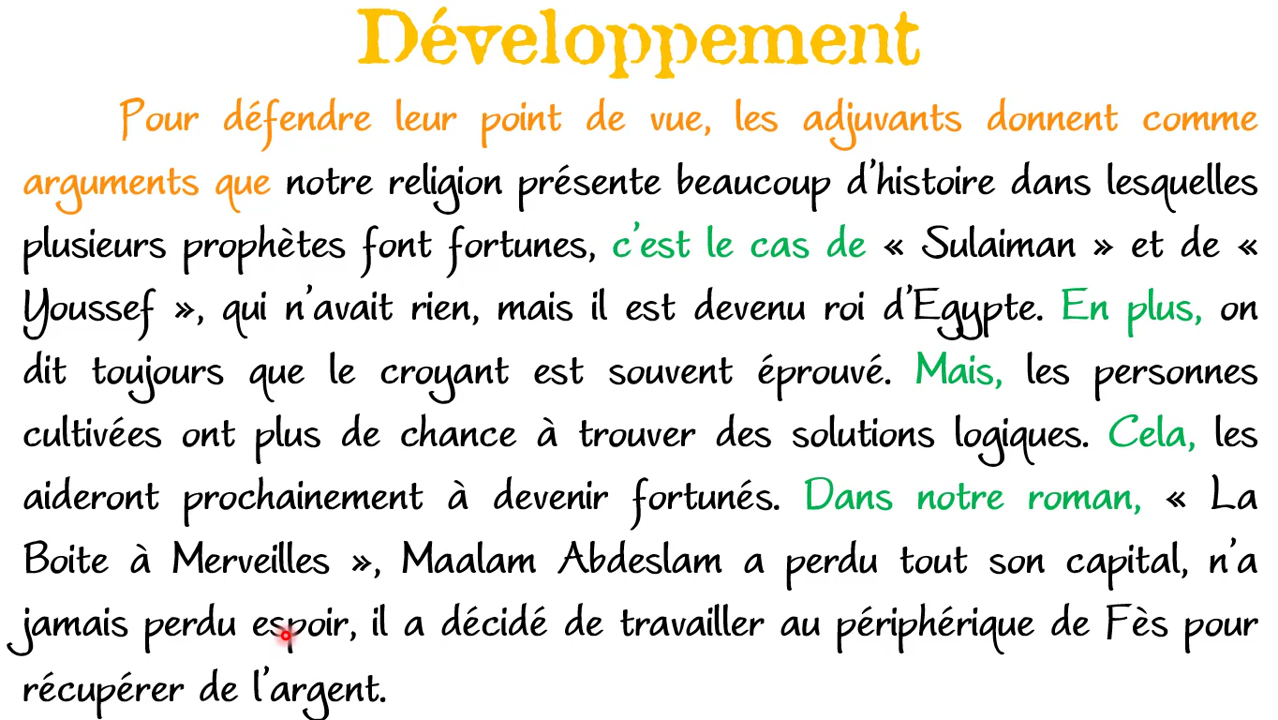 Développement
Pour défendre leur point de vue, les adjuvants donnent comme
arguments que notre religion présente beaucoup d'histoire dans lesquelles
plusieurs prophètes font fortunes, c'est le cas de « Sulaiman » et de «
Youssef », qui n'avait rien, mais il est devenu roi d'Egypte. En plus, on
dit toujours que le croyant est souvent éprouvé. Mais, les personnes
cultivées ont plus de chance à trouver des solutions logiques. Cela, les
aideront prochainement à devenir fortunés. Dans notre roman, « La
Boite à Merveilles », Maalam Abdeslam a perdu tout son capital, n'a
jamais perdu espoir, il a décidé de travailler au périphérique de Fès pour
récupérer de l'argent.